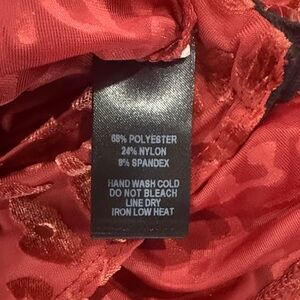 68% POLYESTER
24% NYLON
8% SPANDEX
HAND WASH COLD
DO NOT BLEACH
LINE DRY
IRON LOW HEAT